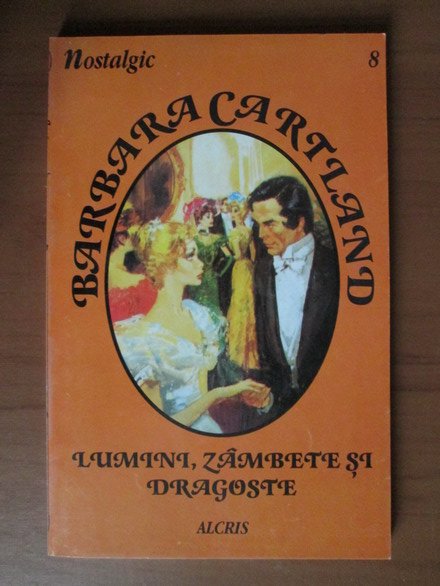 Nostalgic 8
BARBARA CARTLAND
LUMINI, ZÂMBETE ȘI
DRAGOSTE
ALCRIS